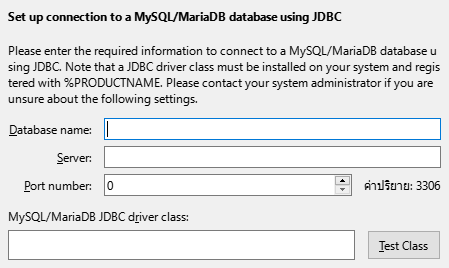 Set up connection to a MySQL/MariaDB database using JDBC
Please enter the required information to connect to a MySQL/MariaDB database u
sing JDBC. Note that a JDBC driver class must be installed on your system and regis
tered with %PRODUCTNAME. Please contact your system administrator if you are
unsure about the following settings.
Database name:
Server:
Port number: 0 ค่าปริยาย: 3306
MySQL/MariaDB JDBC driver class:
Test Class